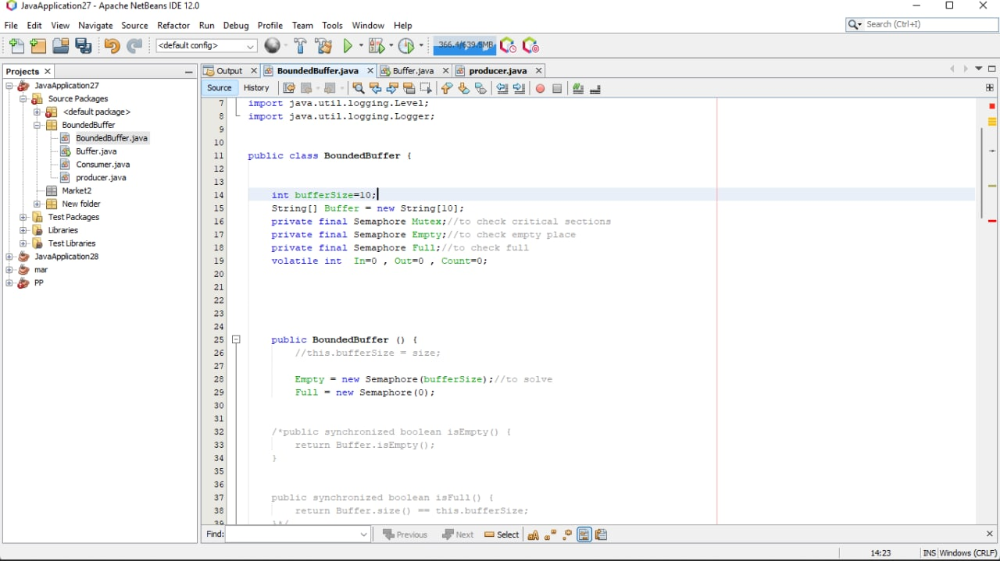 JavaApplication27 - Apache NetBeans IDE 12.0
File Edit View Navigate Source Refactor Run Debug Profile Team Tools Window Help
Search (Ctrl+I)
<default config>
366.4/639.5MB
Projects
Output BoundedBuffer.java Buffer.java producer.java
Source History
JavaApplication27
Source Packages
<default package>
BoundedBuffer
BoundedBuffer.java
Buffer.java
Consumer.java
producer.java
Market2
New folder
Test Packages
Libraries
Test Libraries
JavaApplication28
mar
PP
7 import java.util.logging.Level;
8 import java.util.logging.Logger;
9
10
11 public class BoundedBuffer {
12
13
14 int bufferSize=10;
15 String[] Buffer = new String[10];
16 private final Semaphore Mutex;//to check critical sections
17 private final Semaphore Empty;//to check empty place
18 private final Semaphore Full;//to check full
19 volatile int  In=0 , Out=0 , Count=0;
20
21
22
23
24
25 public BoundedBuffer () {
26 //this.bufferSize = size;
27
28 Empty = new Semaphore(bufferSize);//to solve
29 Full = new Semaphore(0);
30
31
32 /*public synchronized boolean isEmpty() {
33 return Buffer.isEmpty();
34 }
35
36
37 public synchronized boolean isFull() {
38 return Buffer.size() == this.bufferSize;
39 }*/
Find: Previous Next Select
14:23 INS Windows (CRLF)